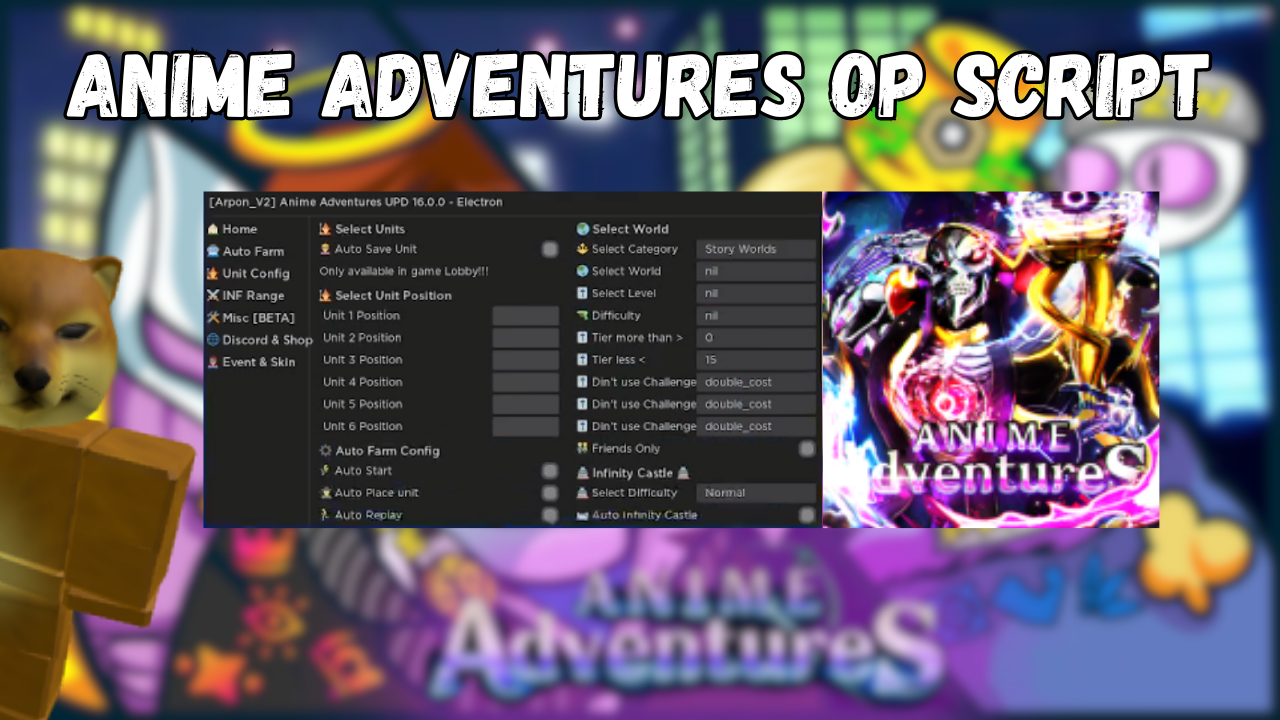 ANIME ADVENTURES OP SCRIPT
[Arpon_V2] Anime Adventures UPD 16.0.0 - Electron
Home
Auto Farm
Unit Config
INF Range
Misc [BETA]
Discord & Shop
Event & Skin
Select Units
Auto Save Unit
Only available in game Lobby!!!
Select Unit Position
Unit 1 Position
Unit 2 Position
Unit 3 Position
Unit 4 Position
Unit 5 Position
Unit 6 Position
Auto Farm Config
Auto Start
Auto Place unit
Auto Replay
Select World
Select Category Story Worlds
Select World nil
Select Level nil
Difficulty nil
Tier more than > 0
Tier less < 15
Din't use Challenge double_cost
Din't use Challenge double_cost
Din't use Challenge double_cost
Friends Only
Infinity Castle
Select Difficulty Normal
Auto Infinity Castle
ANIME
AdventureS
ANIME
AdventureS